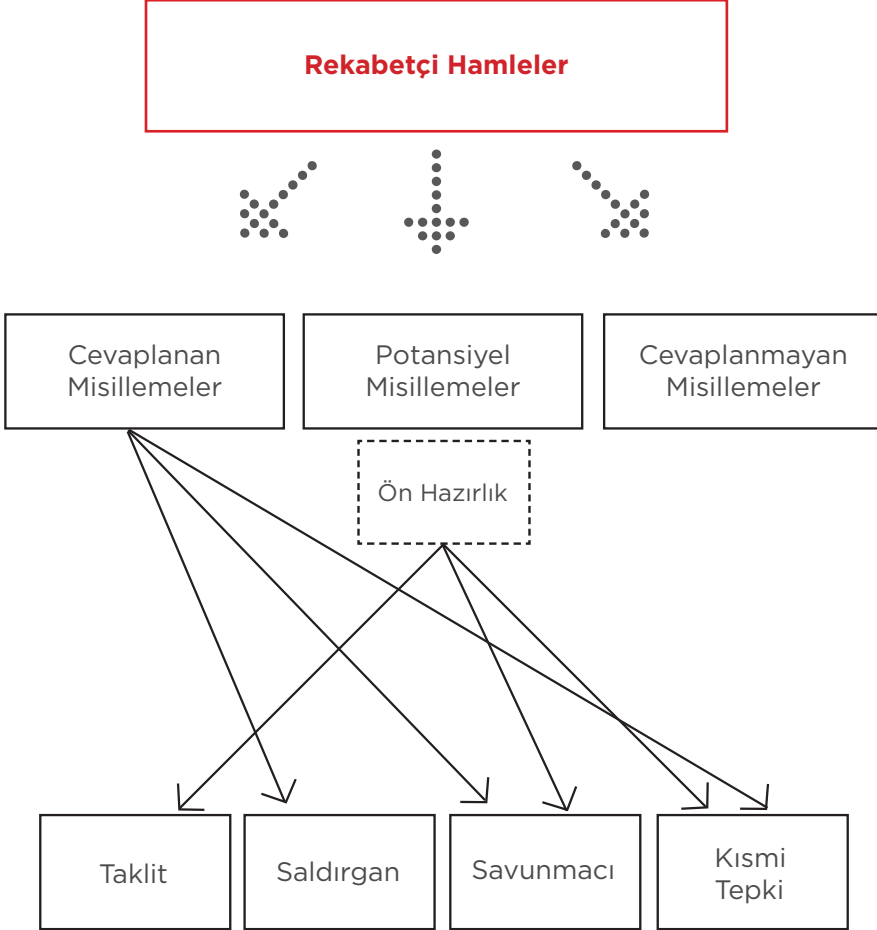 Rekabetçi Hamleler
Cevaplanan
Misillemeler
Potansiyel
Misillemeler
Cevaplanmayan
Misillemeler
Ön Hazırlık
Taklit
Saldırgan
Savunmacı
Kısmi
Tepki